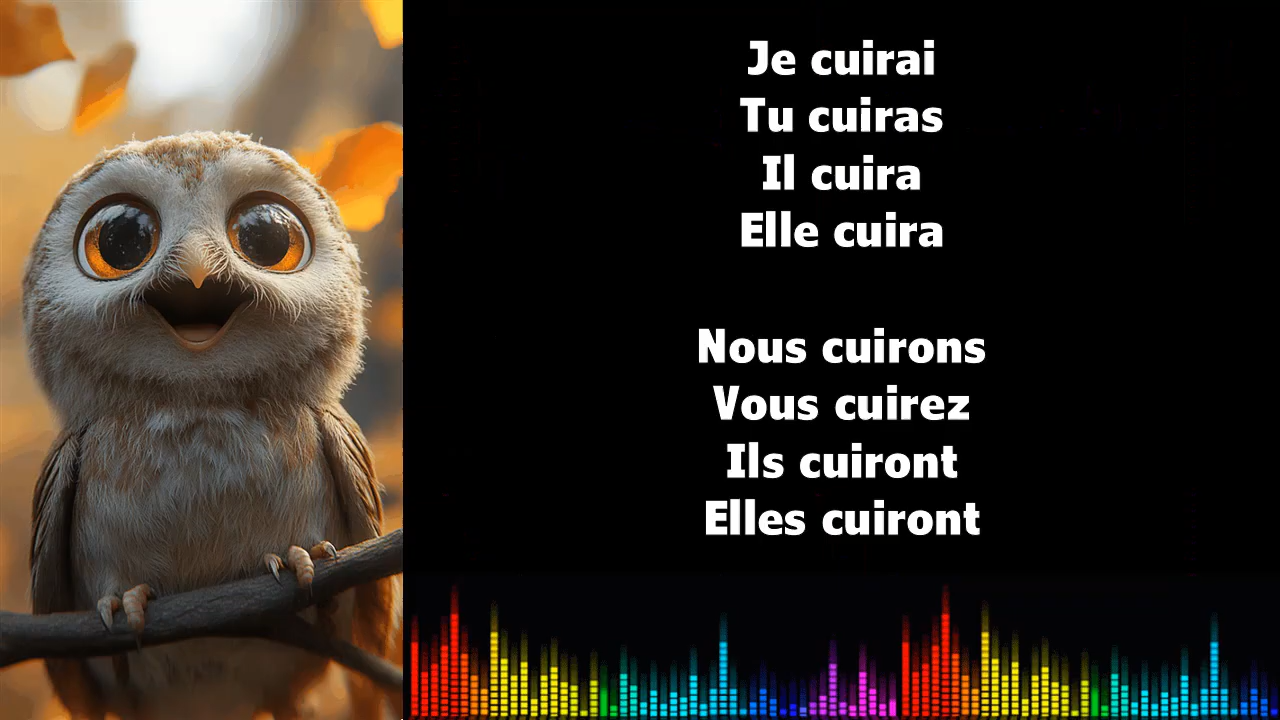 Je cuirai
Tu cuiras
Il cuira
Elle cuira
Nous cuirons
Vous cuirez
Ils cuiront
Elles cuiront